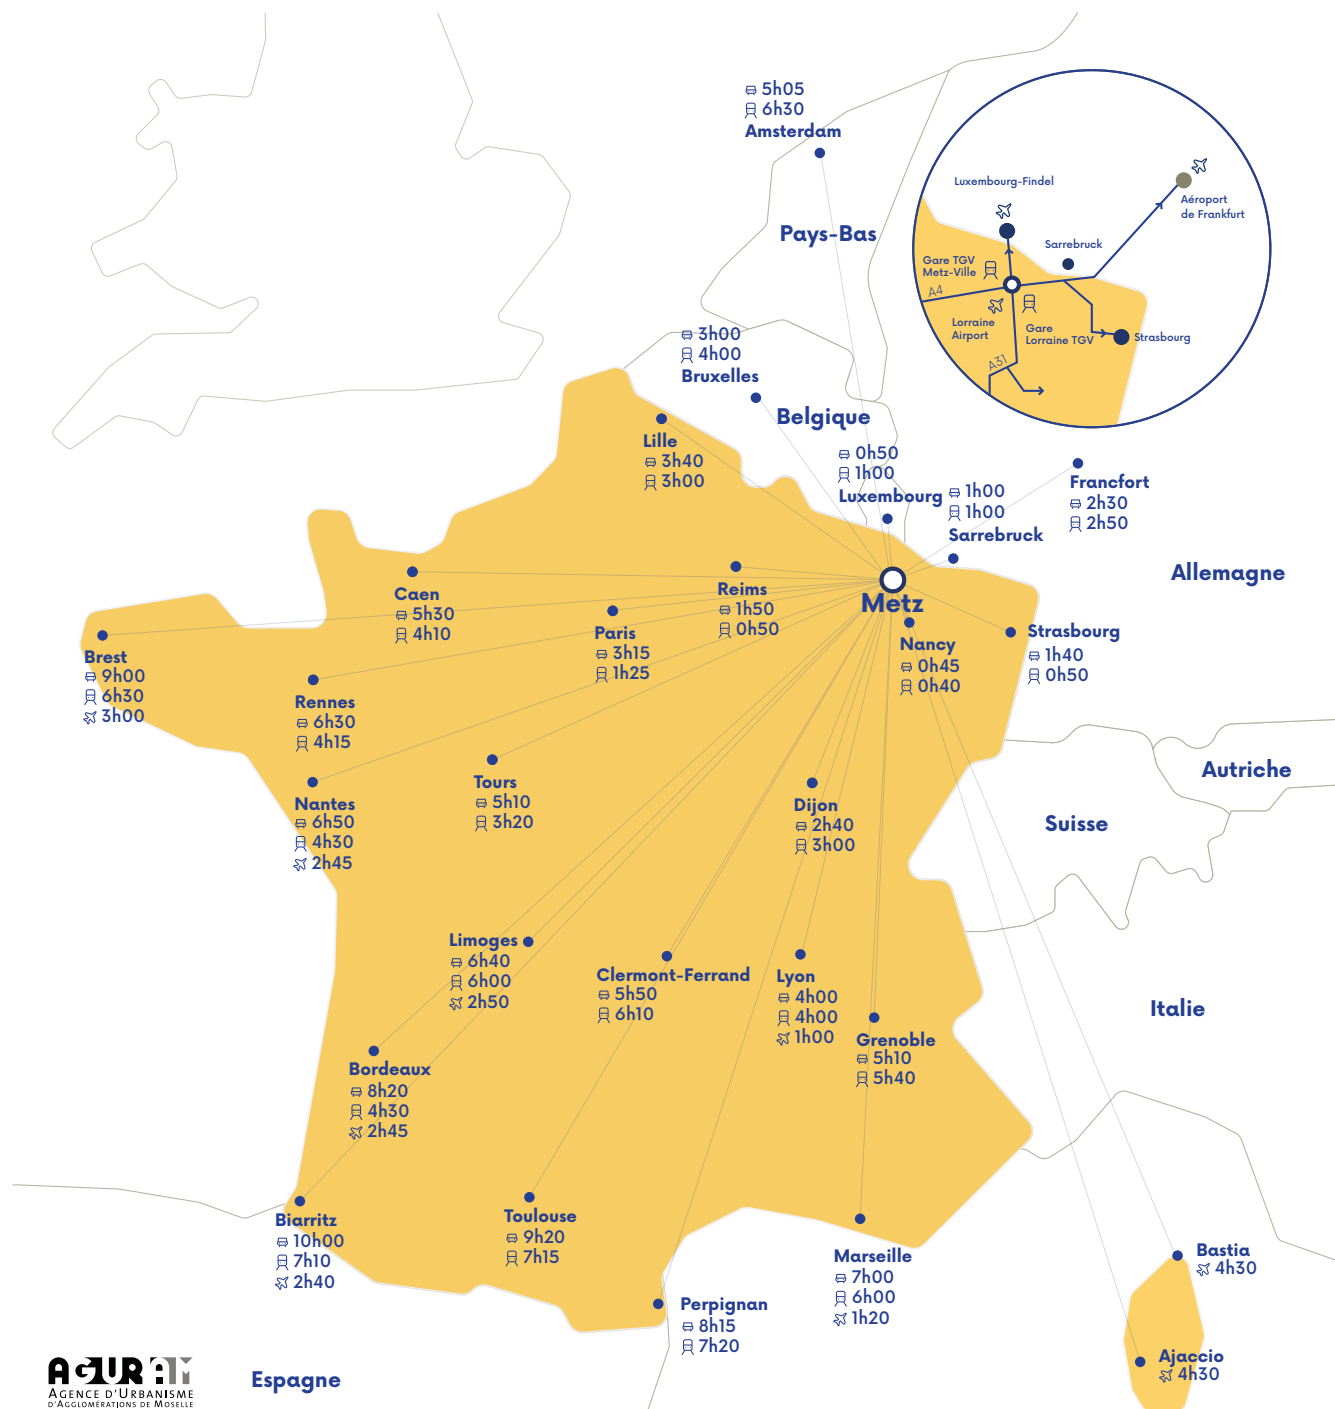 5h05
6h30
Amsterdam
Pays-Bas
Luxembourg-Findel
Aéroport
de Frankfurt
Sarrebruck
Gare TGV
Metz-Ville
A4
Lorraine
Airport
Gare
Lorraine TGV
Strasbourg
A31
3h00
4h00
Bruxelles
Belgique
Lille
3h40
3h00
0h50
1h00
Luxembourg
1h00
1h00
Sarrebruck
Francfort
2h30
2h50
Allemagne
Caen
5h30
4h10
Reims
1h50
0h50
Metz
Paris
3h15
1h25
Nancy
0h45
0h40
Strasbourg
1h40
0h50
Brest
9h00
6h30
3h00
Rennes
6h30
4h15
Nantes
6h50
4h30
2h45
Tours
5h10
3h20
Dijon
2h40
3h00
Autriche
Suisse
Limoges
6h40
6h00
2h50
Clermont-Ferrand
5h50
6h10
Lyon
4h00
4h00
1h00
Grenoble
5h10
5h40
Italie
Bordeaux
8h20
4h30
2h45
Biarritz
10h00
7h10
2h40
Toulouse
9h20
7h15
Marseille
7h00
6h00
1h20
Perpignan
8h15
7h20
Bastia
4h30
Ajaccio
4h30
Espagne
AGURAM
AGENCE D'URBANISME
D'AGGLOMÉRATIONS DE MOSELLE